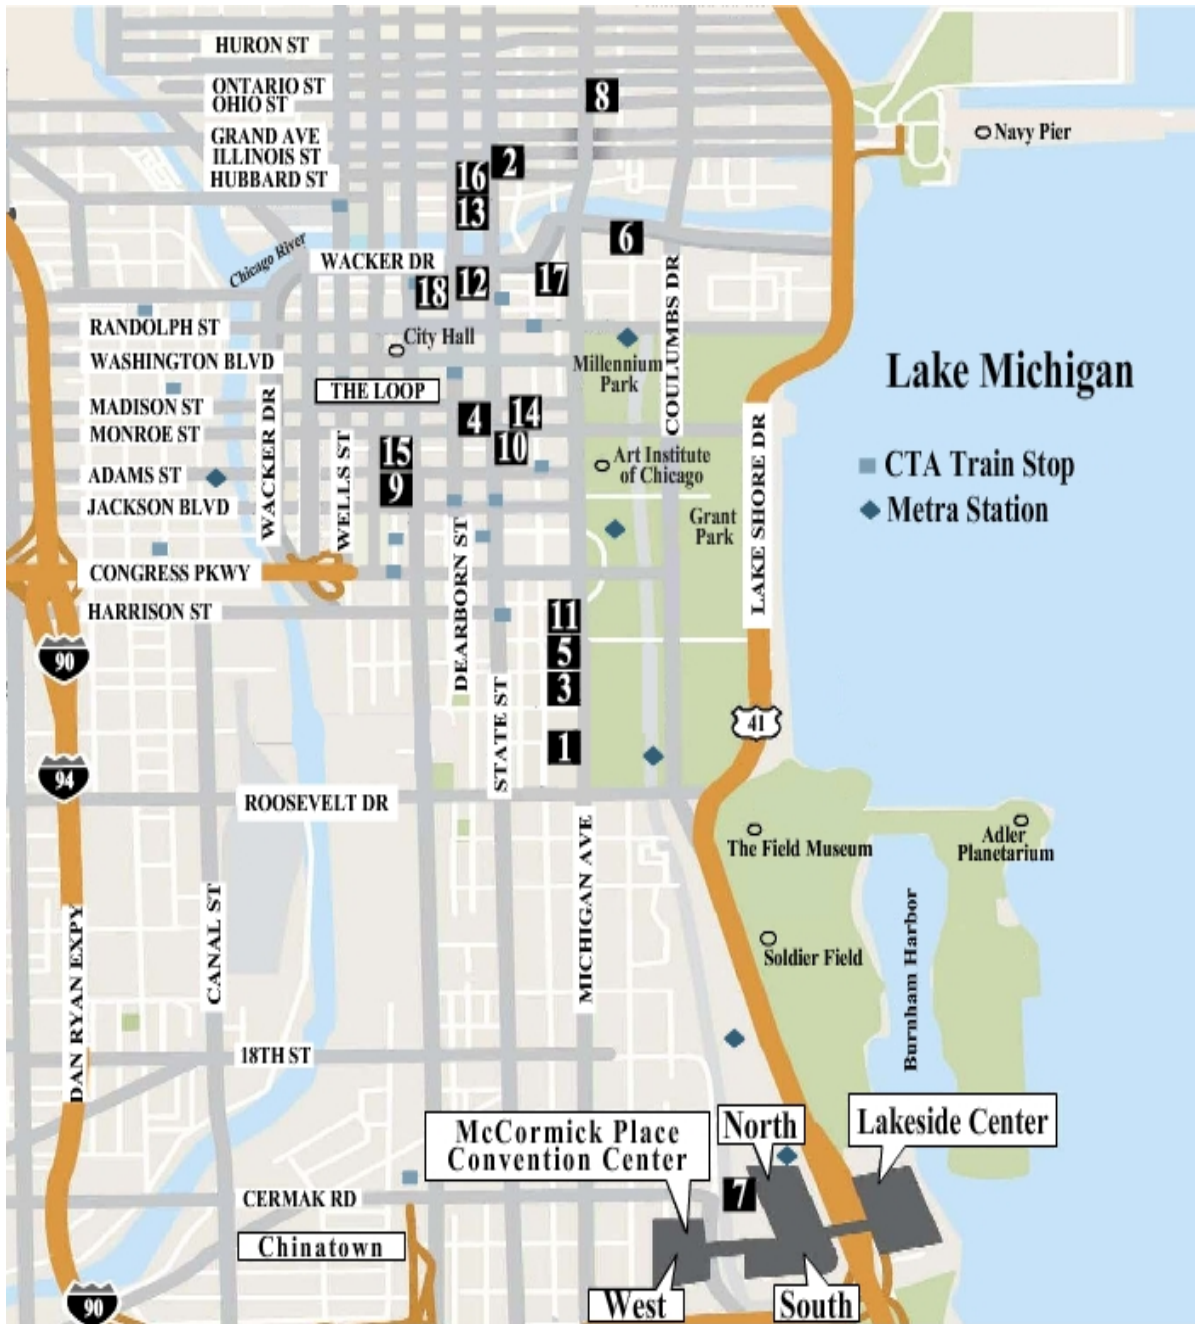 HURON ST
ONTARIO ST
OHIO ST
8
GRAND AVE
Navy Pier
ILLINOIS ST
2
HUBBARD ST
16
13
6
Chicago River
WACKER DR
17
12
18
COULUMBS DR
RANDOLPH ST
City Hall
WASHINGTON BLVD
Millennium
Park
Lake Michigan
THE LOOP
MADISON ST
4
14
MONROE ST
15
10
WACKER DR
WELLS ST
Art Institute
of Chicago
LAKE SHORE DR
CTA Train Stop
ADAMS ST
9
JACKSON BLVD
Grant
Park
Metra Station
CONGRESS PKWY
DEARBORN ST
HARRISON ST
11
5
90
3
STATE ST
41
1
94
ROOSEVELT DR
The Field Museum
Adler
Planetarium
MICHIGAN AVE
CANAL ST
DAN RYAN EXPY
Soldier Field
Burnham Harbor
18TH ST
McCormick Place
Convention Center
North
Lakeside Center
CERMAK RD
7
Chinatown
90
West
South